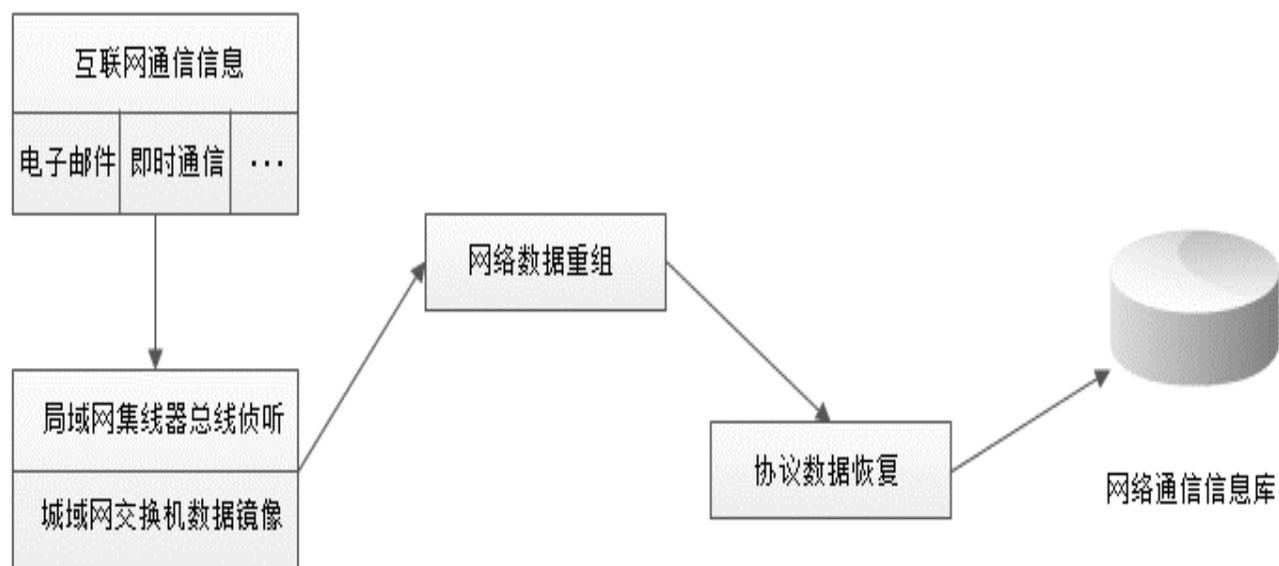 互联网通信信息
电子邮件 即时通信 ···
局域网集线器总线侦听
城域网交换机数据镜像
网络数据重组
协议数据恢复
网络通信信息库